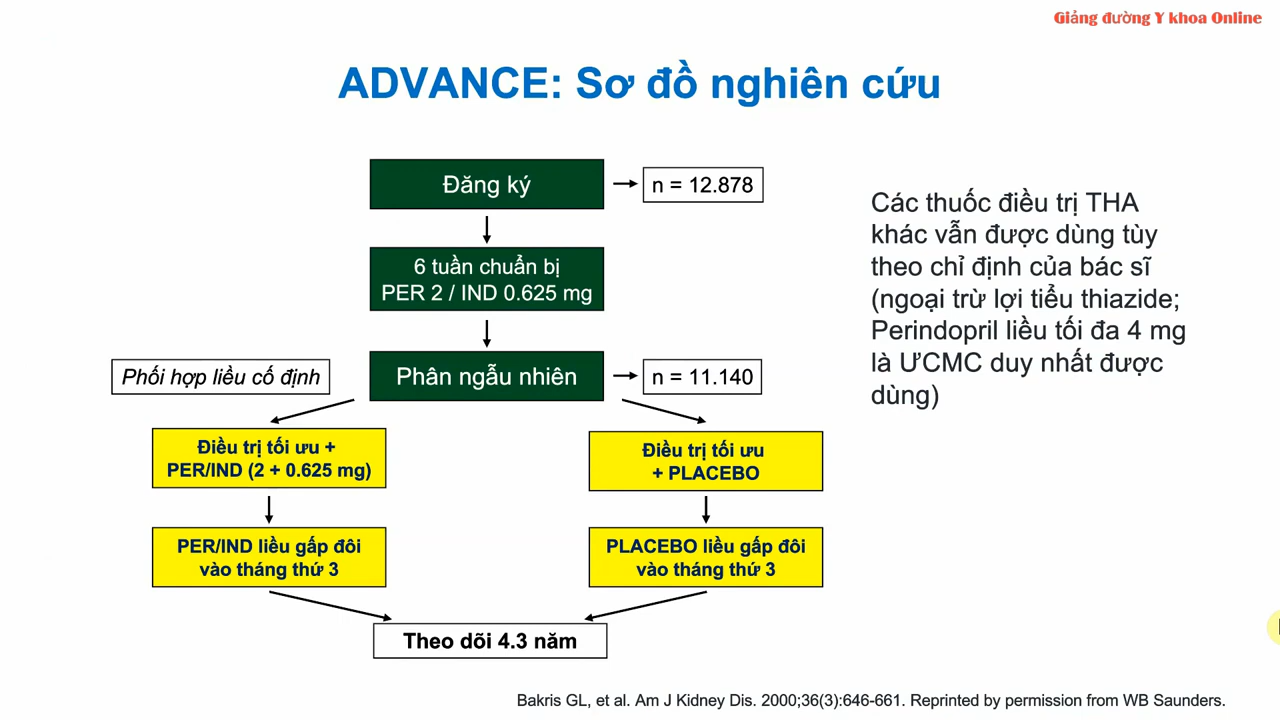 Giảng đường Y khoa Online
ADVANCE: Sơ đồ nghiên cứu
Đăng ký
n = 12.878
6 tuần chuẩn bị
PER 2 / IND 0.625 mg
Phối hợp liều cố định
Phân ngẫu nhiên
n = 11.140
Điều trị tối ưu +
PER/IND (2 + 0.625 mg)
Điều trị tối ưu
+ PLACEBO
PER/IND liều gấp đôi
vào tháng thứ 3
PLACEBO liều gấp đôi
vào tháng thứ 3
Theo dõi 4.3 năm
Các thuốc điều trị THA
khác vẫn được dùng tùy
theo chỉ định của bác sĩ
(ngoại trừ lợi tiểu thiazide;
Perindopril liều tối đa 4 mg
là ƯCMC duy nhất được
dùng)
Bakris GL, et al. Am J Kidney Dis. 2000;36(3):646-661. Reprinted by permission from WB Saunders.